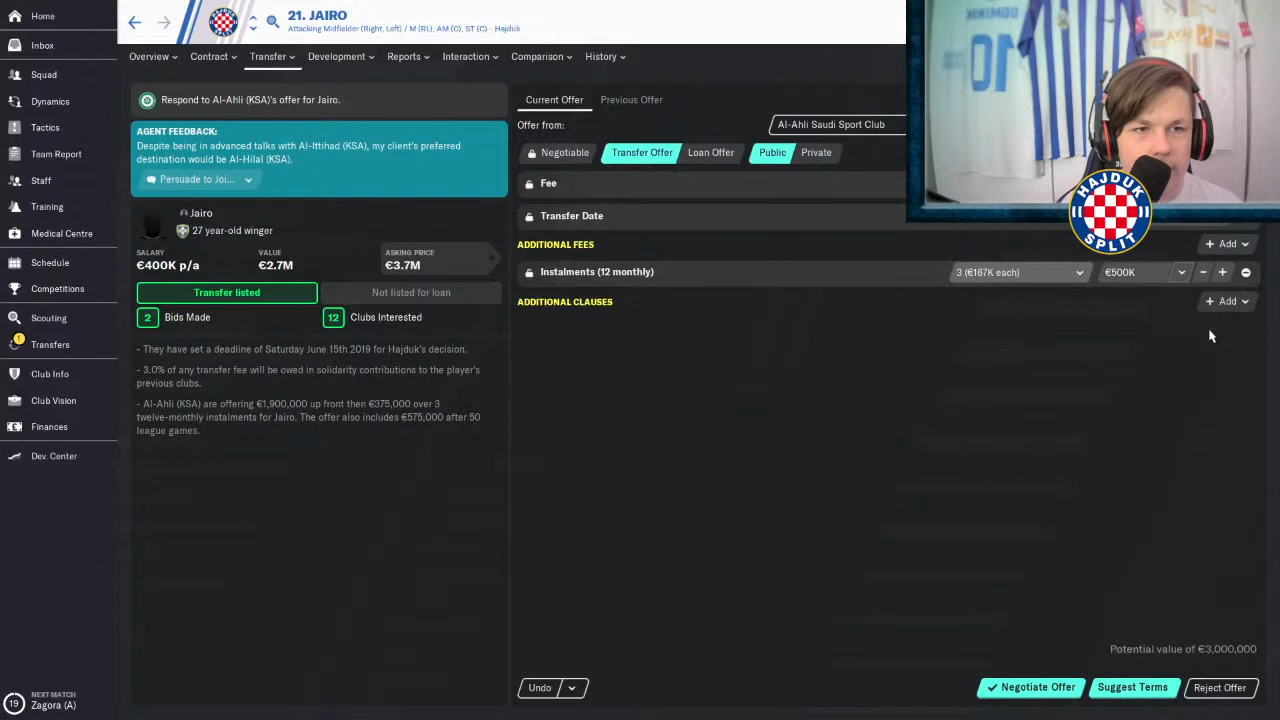 Home
Inbox
Squad
Dynamics
Tactics
Team Report
Staff
Training
Medical Centre
Schedule
Competitions
Scouting
1
Transfers
Club Info
Club Vision
Finances
Dev. Center
19
NEXT MATCH
Zagora (A)
21. JAIRO
Attacking Midfielder (Right, Left) / M (RL), AM (C), ST (C) - Hajduk
Overview
Contract
Transfer
Development
Reports
Interaction
Comparison
History
Respond to Al-Ahli (KSA)'s offer for Jairo.
AGENT FEEDBACK:
Despite being in advanced talks with Al-Ittihad (KSA), my client's preferred
destination would be Al-Hilal (KSA).
Persuade to Joi...
Jairo
27 year-old winger
SALARY
€400K p/a
VALUE
€2.7M
ASKING PRICE
€3.7M
Transfer listed
Not listed for loan
2 Bids Made
12 Clubs Interested
- They have set a deadline of Saturday June 15th 2019 for Hajduk's decision.
- 3.0% of any transfer fee will be owed in solidarity contributions to the player's
previous clubs.
- Al-Ahli (KSA) are offering €1,900,000 up front then €375,000 over 3
twelve-monthly instalments for Jairo. The offer also includes €575,000 after 50
league games.
Current Offer
Previous Offer
Offer from:
Al-Ahli Saudi Sport Club
Negotiable
Transfer Offer
Loan Offer
Public
Private
Fee
Transfer Date
ADDITIONAL FEES
+ Add
Instalments (12 monthly)
3 (€167K each)
€500K
ADDITIONAL CLAUSES
+ Add
Potential value of €3,000,000
Undo
Negotiate Offer
Suggest Terms
Reject Offer
DOMINIK
10
HAJDUK
SPLIT